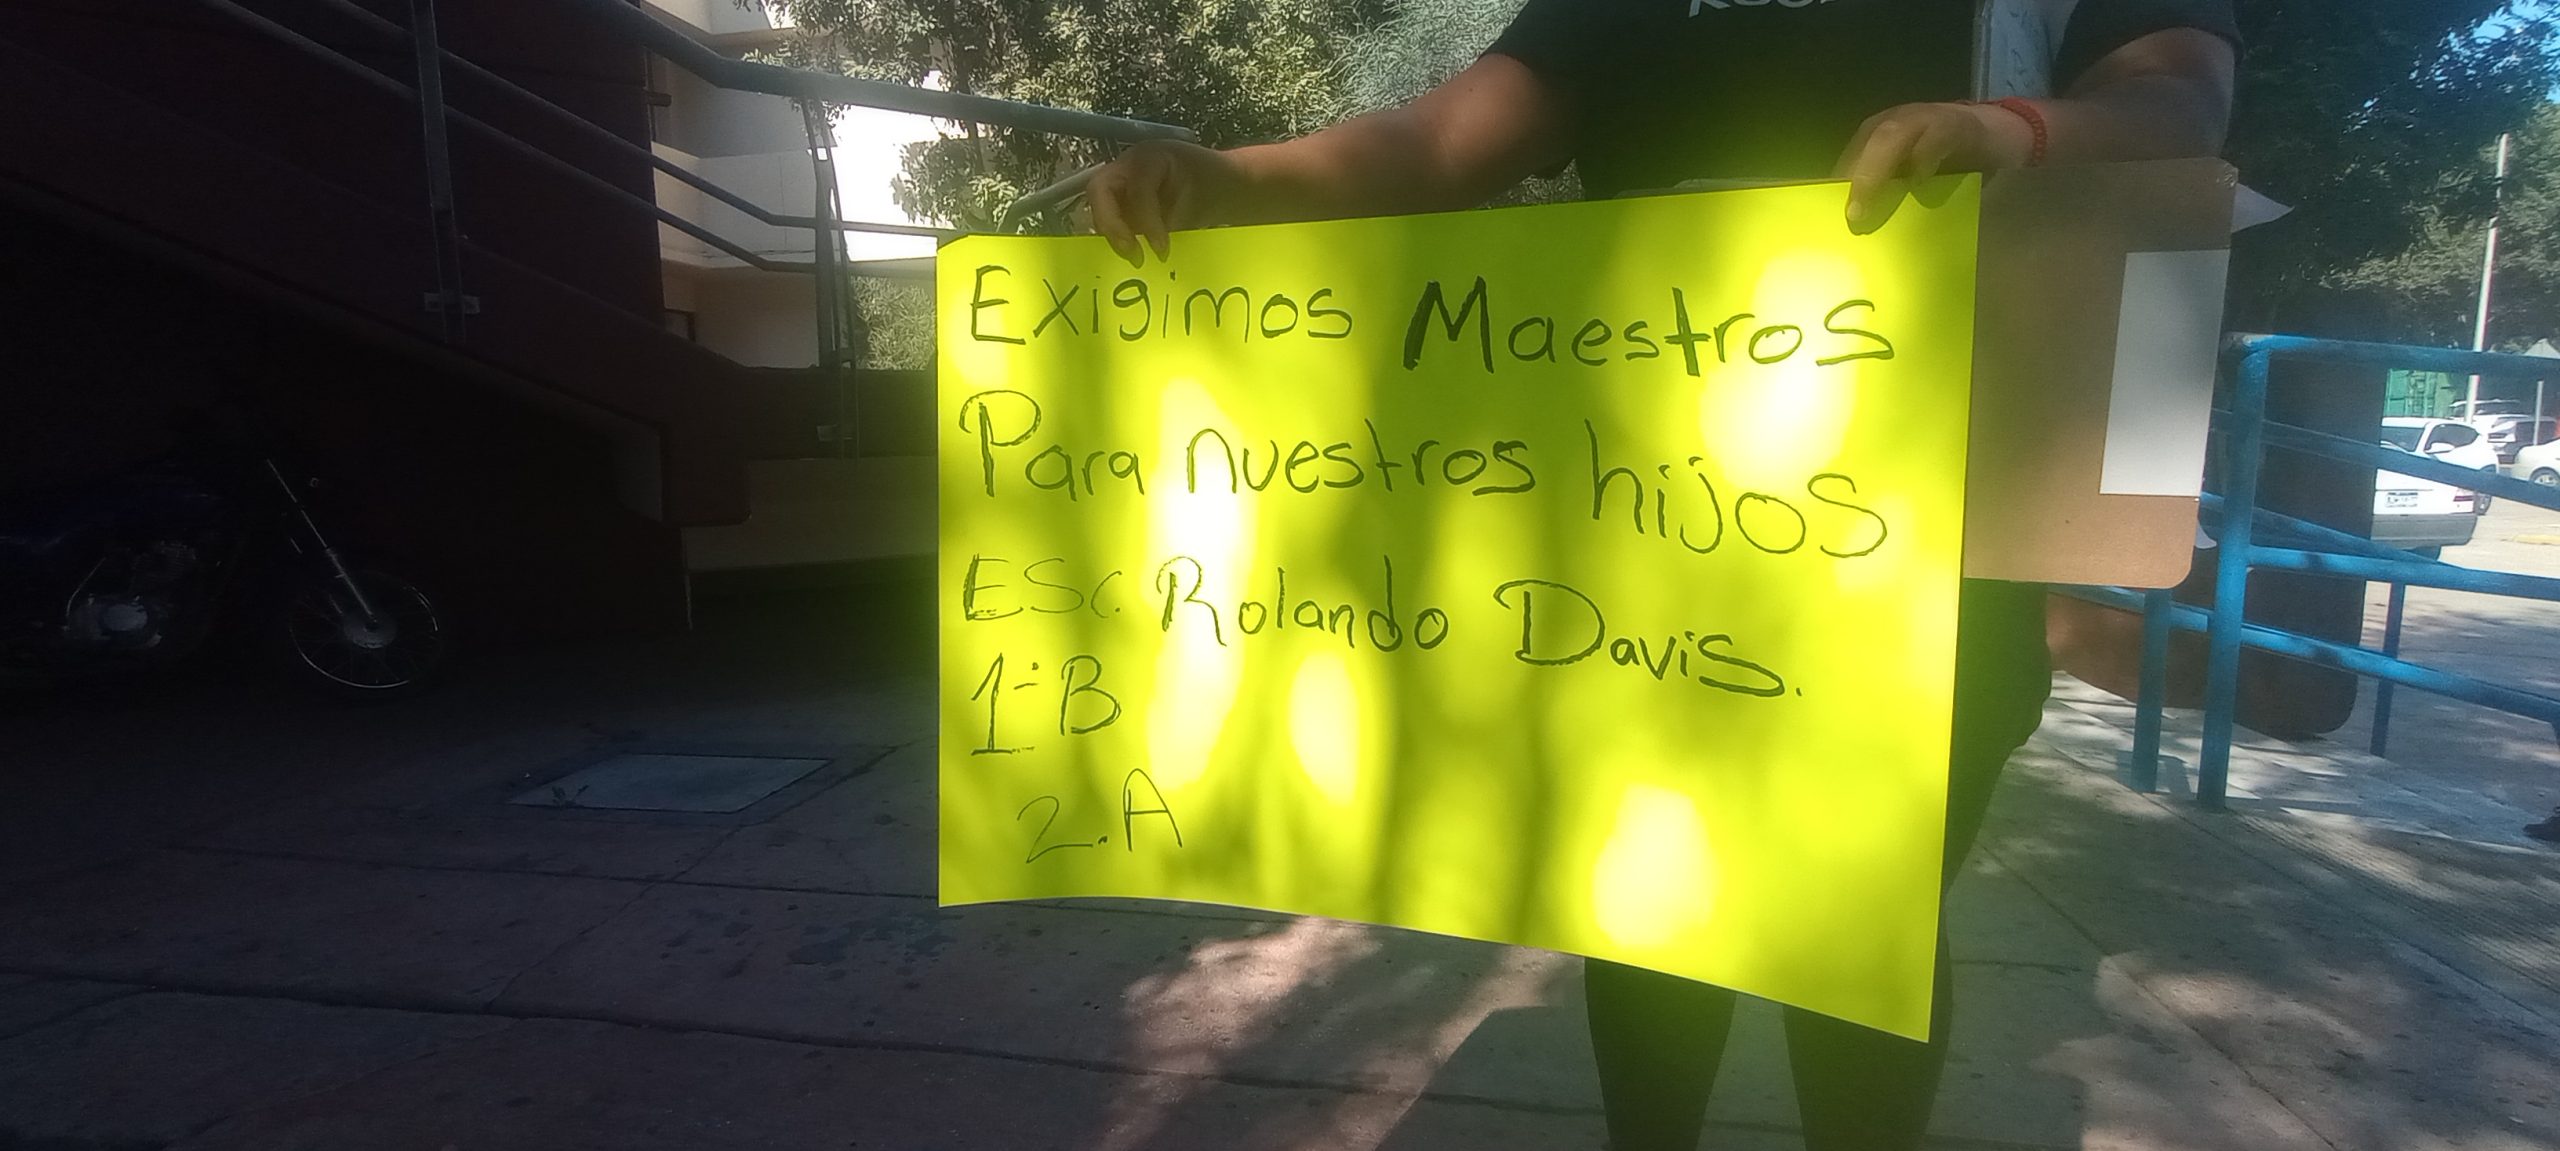 Exigimos Maestros
Para nuestros hijos
ESc. Rolando Davis.
1-B
2.A